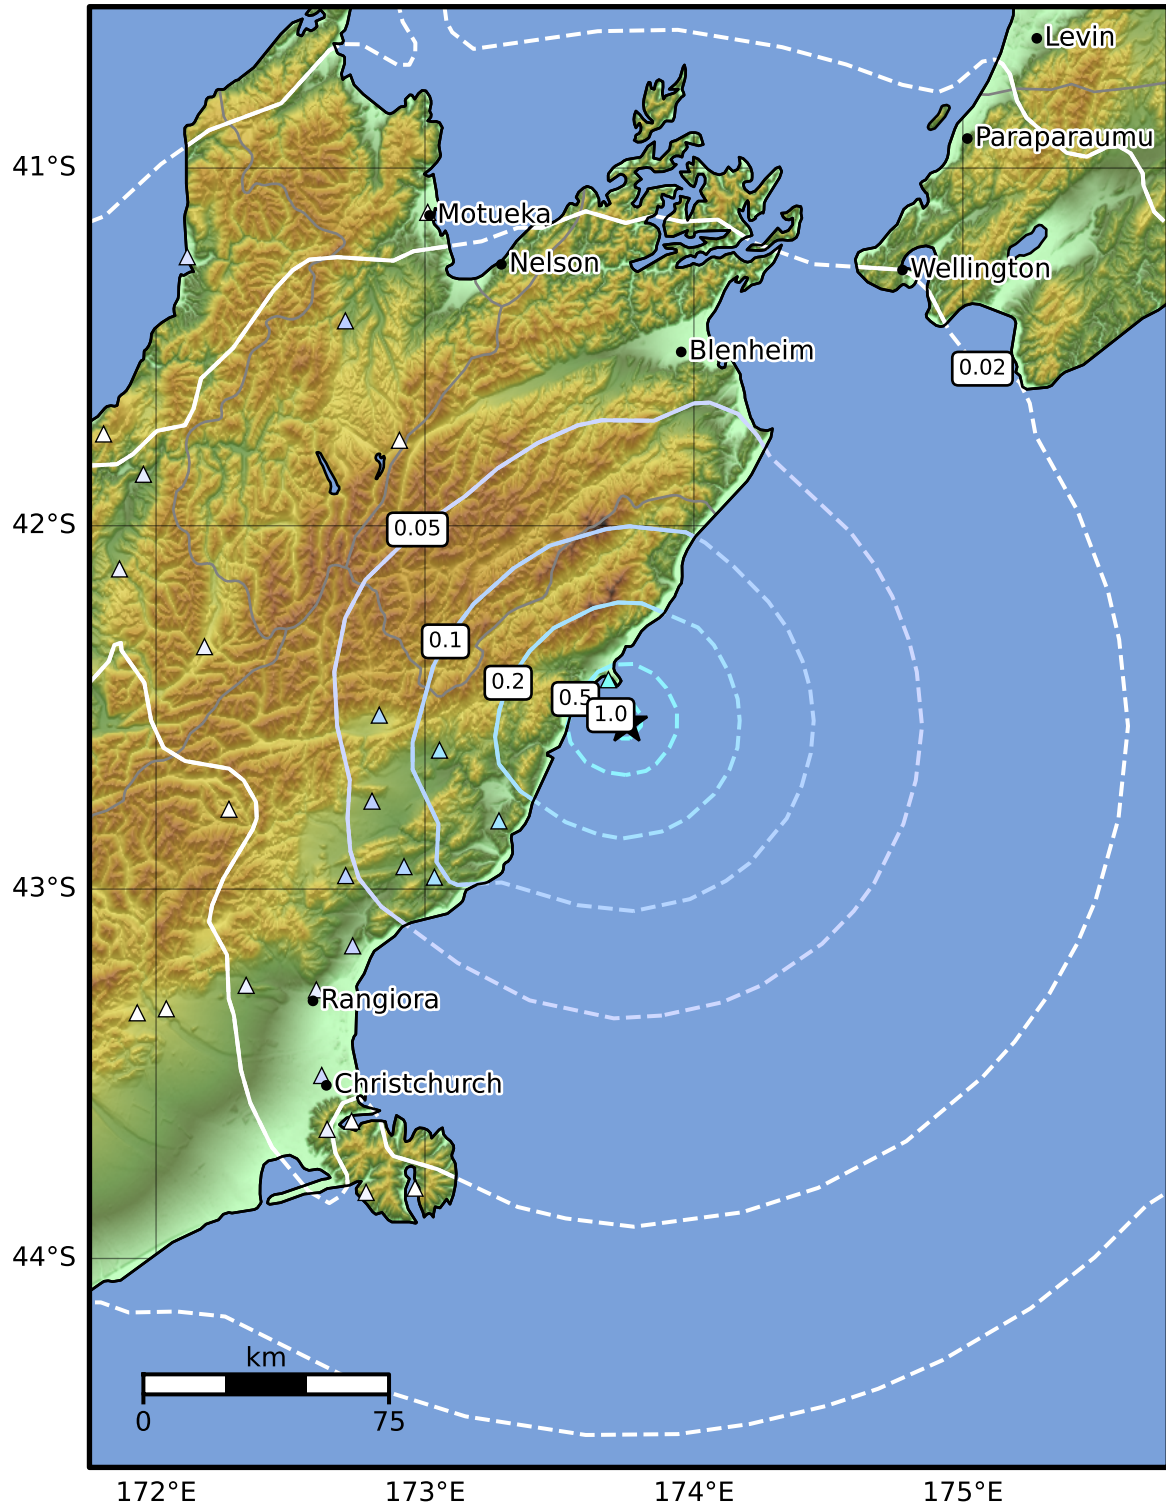 Levin
Paraparaumu
41°S
Motueka
Nelson
Wellington
Blenheim
0.02
42°S
0.05
0.1
0.2
0.5
1.0
43°S
Rangiora
Christchurch
44°S
km
0
75
172°E
173°E
174°E
175°E